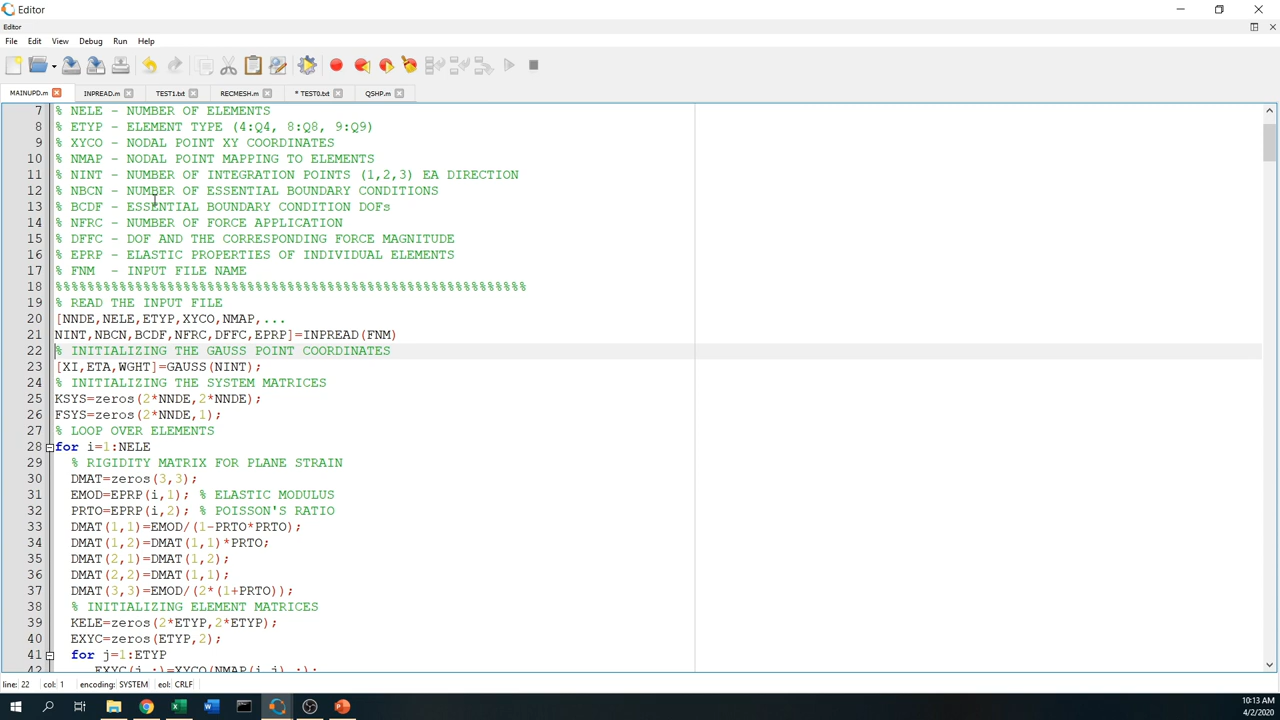 Editor
Editor
File Edit View Debug Run Help
MAINUPD.m INPREAD.m TEST1.txt RECMESH.m * TEST0.txt QSHP.m
7 % NELE - NUMBER OF ELEMENTS
8 % ETYP - ELEMENT TYPE (4:Q4, 8:Q8, 9:Q9)
9 % XYCO - NODAL POINT XY COORDINATES
10 % NMAP - NODAL POINT MAPPING TO ELEMENTS
11 % NINT - NUMBER OF INTEGRATION POINTS (1,2,3) EA DIRECTION
12 % NBCN - NUMBER OF ESSENTIAL BOUNDARY CONDITIONS
13 % BCDF - ESSENTIAL BOUNDARY CONDITION DOFs
14 % NFRC - NUMBER OF FORCE APPLICATION
15 % DFFC - DOF AND THE CORRESPONDING FORCE MAGNITUDE
16 % EPRP - ELASTIC PROPERTIES OF INDIVIDUAL ELEMENTS
17 % FNM  - INPUT FILE NAME
18 %%%%%%%%%%%%%%%%%%%%%%%%%%%%%%%%%%%%%%%%%%%%%%%%%%%%%%%%%%%
19 % READ THE INPUT FILE
20 [NNDE,NELE,ETYP,XYCO,NMAP,...
21 NINT,NBCN,BCDF,NFRC,DFFC,EPRP]=INPREAD(FNM)
22 % INITIALIZING THE GAUSS POINT COORDINATES
23 [XI,ETA,WGHT]=GAUSS(NINT);
24 % INITIALIZING THE SYSTEM MATRICES
25 KSYS=zeros(2*NNDE,2*NNDE);
26 FSYS=zeros(2*NNDE,1);
27 % LOOP OVER ELEMENTS
28 for i=1:NELE
29 % RIGIDITY MATRIX FOR PLANE STRAIN
30 DMAT=zeros(3,3);
31 EMOD=EPRP(i,1); % ELASTIC MODULUS
32 PRTO=EPRP(i,2); % POISSON'S RATIO
33 DMAT(1,1)=EMOD/(1-PRTO*PRTO);
34 DMAT(1,2)=DMAT(1,1)*PRTO;
35 DMAT(2,1)=DMAT(1,2);
36 DMAT(2,2)=DMAT(1,1);
37 DMAT(3,3)=EMOD/(2*(1+PRTO));
38 % INITIALIZING ELEMENT MATRICES
39 KELE=zeros(2*ETYP,2*ETYP);
40 EXYC=zeros(ETYP,2);
41 for j=1:ETYP
42 EXYC(j,:)=XYCO(NMAP(i,j),:);
line: 22 col: 1 encoding: SYSTEM eol: CRLF
10:13 AM
4/2/2020